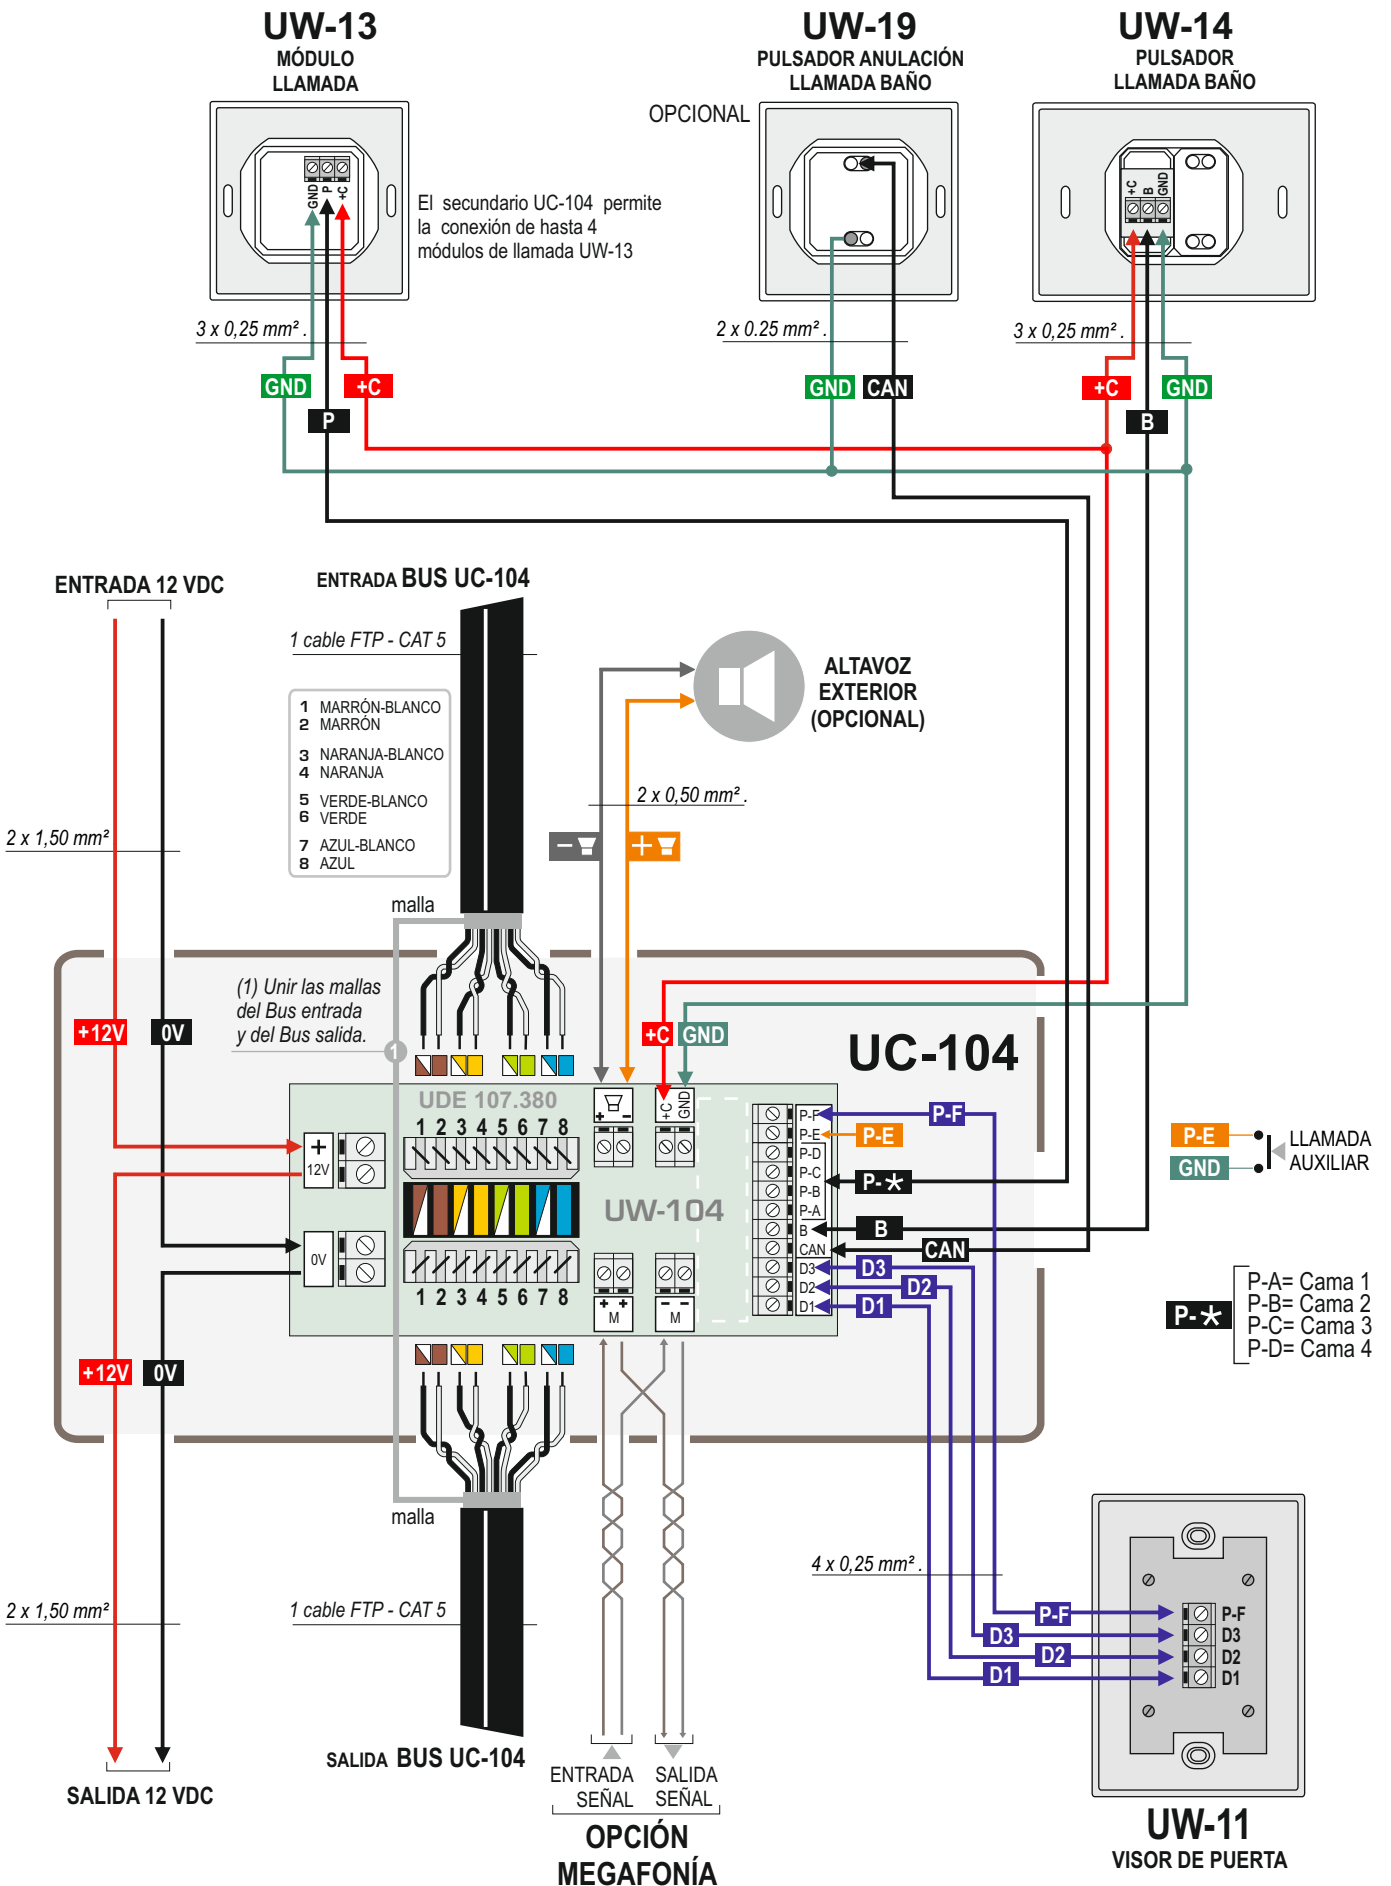 UW-13
MÓDULO
LLAMADA
UW-19
PULSADOR ANULACIÓN
LLAMADA BAÑO
UW-14
PULSADOR
LLAMADA BAÑO
OPCIONAL
GND
P
+C
+C
B
GND
El secundario UC-104 permite
la conexión de hasta 4
módulos de llamada UW-13
3 x 0,25 mm² .
2 x 0.25 mm² .
3 x 0,25 mm² .
GND
+C
P
GND
CAN
+C
GND
B
ENTRADA 12 VDC
ENTRADA BUS UC-104
1 cable FTP - CAT 5
1 MARRÓN-BLANCO
2 MARRÓN
3 NARANJA-BLANCO
4 NARANJA
5 VERDE-BLANCO
6 VERDE
7 AZUL-BLANCO
8 AZUL
ALTAVOZ
EXTERIOR
(OPCIONAL)
2 x 0,50 mm² .
2 x 1,50 mm²
–
+
malla
(1) Unir las mallas
del Bus entrada
y del Bus salida.
1
+12V
0V
+C
GND
UC-104
UDE 107.380
1 2 3 4 5 6 7 8
+ -
+C
GND
+
12V
0V
UW-104
P-F
P-E
P-D
P-C
P-B
P-A
B
CAN
D3
D2
D1
P-F
P-E
P-*
B
CAN
D3
D2
D1
P-E
GND
LLAMADA
AUXILIAR
P-*
P-A= Cama 1
P-B= Cama 2
P-C= Cama 3
P-D= Cama 4
1 2 3 4 5 6 7 8
+ +
M
- -
M
+12V
0V
malla
2 x 1,50 mm²
1 cable FTP - CAT 5
4 x 0,25 mm² .
P-F
D3
D2
D1
P-F
D3
D2
D1
SALIDA BUS UC-104
SALIDA 12 VDC
ENTRADA
SEÑAL
SALIDA
SEÑAL
OPCIÓN
MEGAFONÍA
UW-11
VISOR DE PUERTA